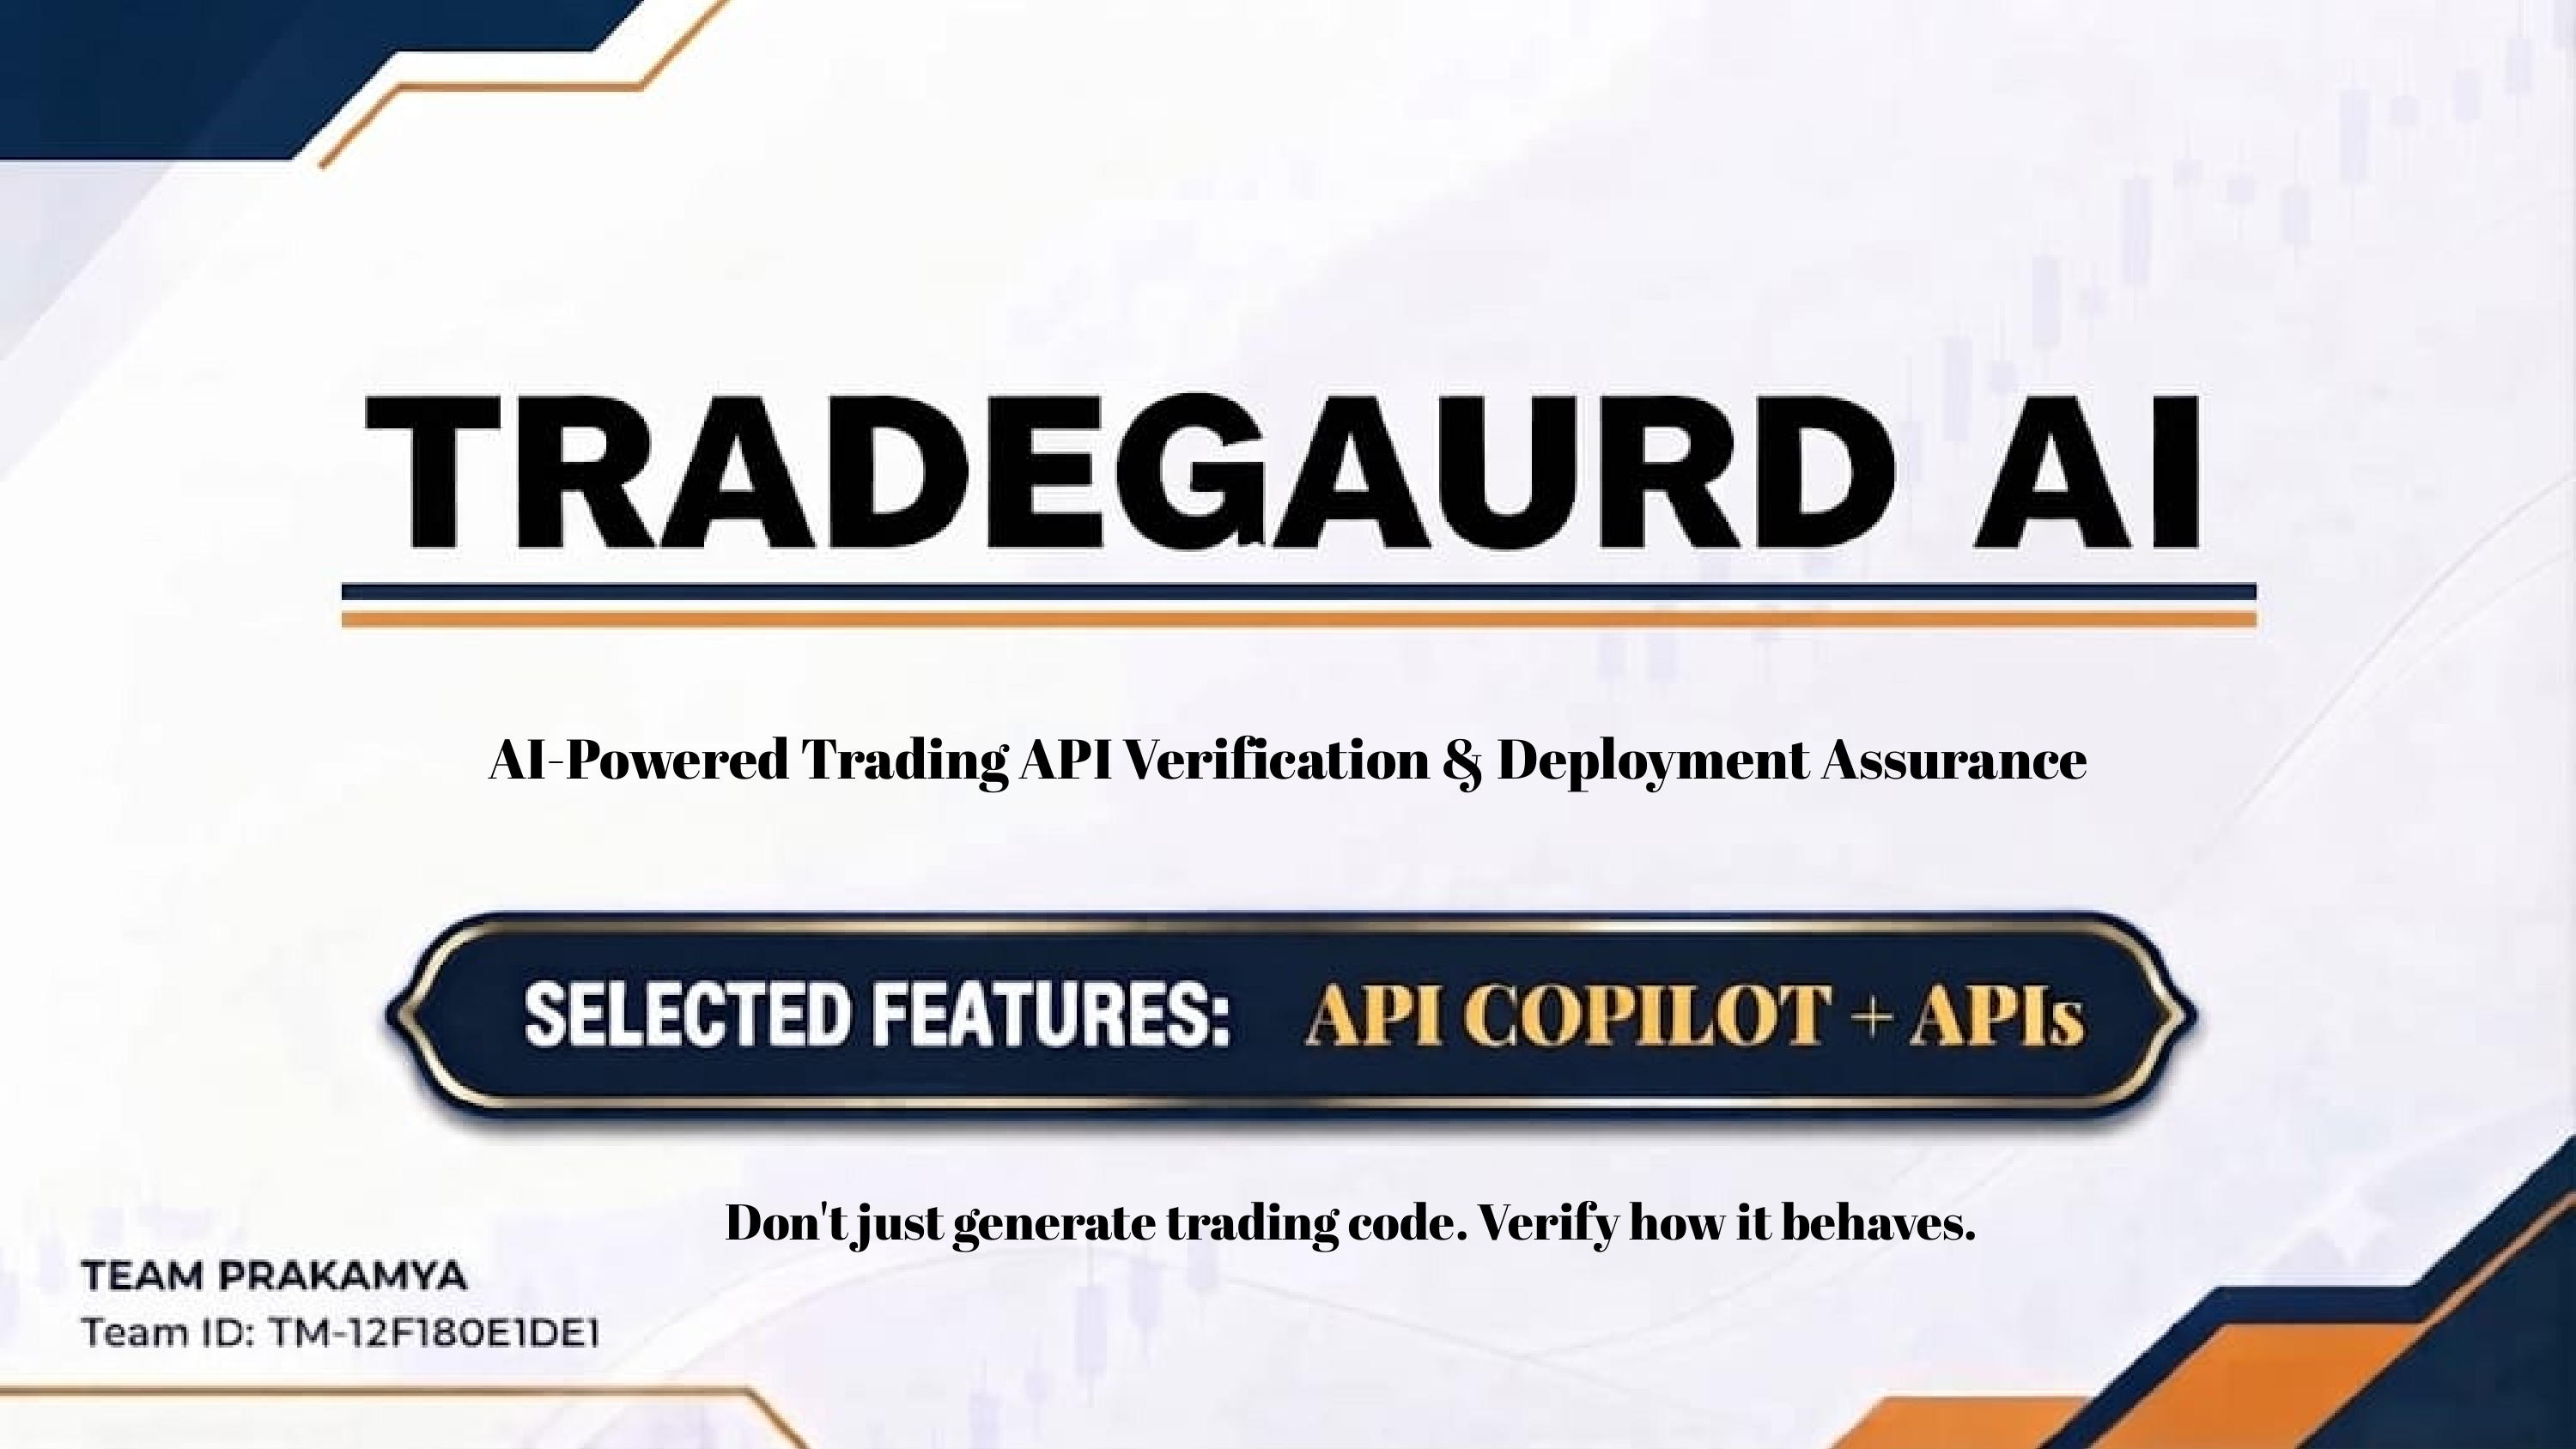 TRADEGAURD AI
AI-Powered Trading API Verification & Deployment Assurance
SELECTED FEATURES: API COPILOT + APIs
Don't just generate trading code. Verify how it behaves.
TEAM PRAKAMYA
Team ID: TM-12F180E1DE1